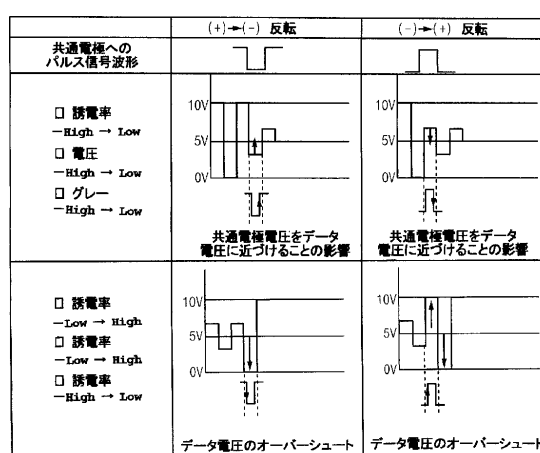 (+)→(-) 反転
(-)→(+) 反転
共通電極への
パルス信号波形
□ 誘電率
−High → Low
□ 電圧
−High → Low
□ グレー
−High → Low
10V
5V
0V
共通電極電圧をデータ
電圧に近づけることの影響
10V
5V
0V
共通電極電圧をデータ
電圧に近づけることの影響
□ 誘電率
−Low → High
□ 誘電率
−Low → High
□ 誘電率
−High → Low
10V
5V
0V
データ電圧のオーバーシュート
10V
5V
0V
データ電圧のオーバーシュート